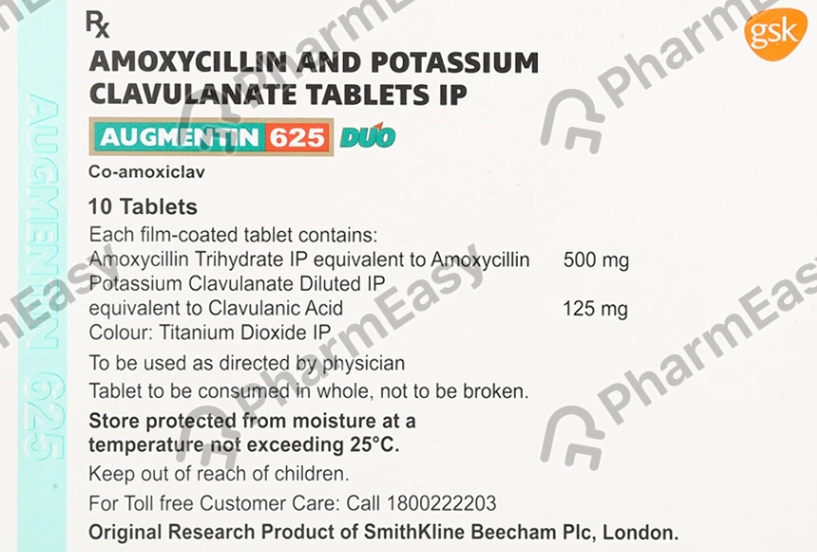 Rx
gsk
AMOXYCILLIN AND POTASSIUM
CLAVULANATE TABLETS IP
AUGMENTIN 625 DUO
Co-amoxiclav
10 Tablets
Each film-coated tablet contains:
Amoxycillin Trihydrate IP equivalent to Amoxycillin 500 mg
Potassium Clavulanate Diluted IP
equivalent to Clavulanic Acid 125 mg
Colour: Titanium Dioxide IP
To be used as directed by physician
Tablet to be consumed in whole, not to be broken.
Store protected from moisture at a
temperature not exceeding 25°C.
Keep out of reach of children.
For Toll free Customer Care: Call 1800222203
Original Research Product of SmithKline Beecham Plc, London.
AUGMENTIN 625
PharmEasy
PharmEasy
PharmEasy